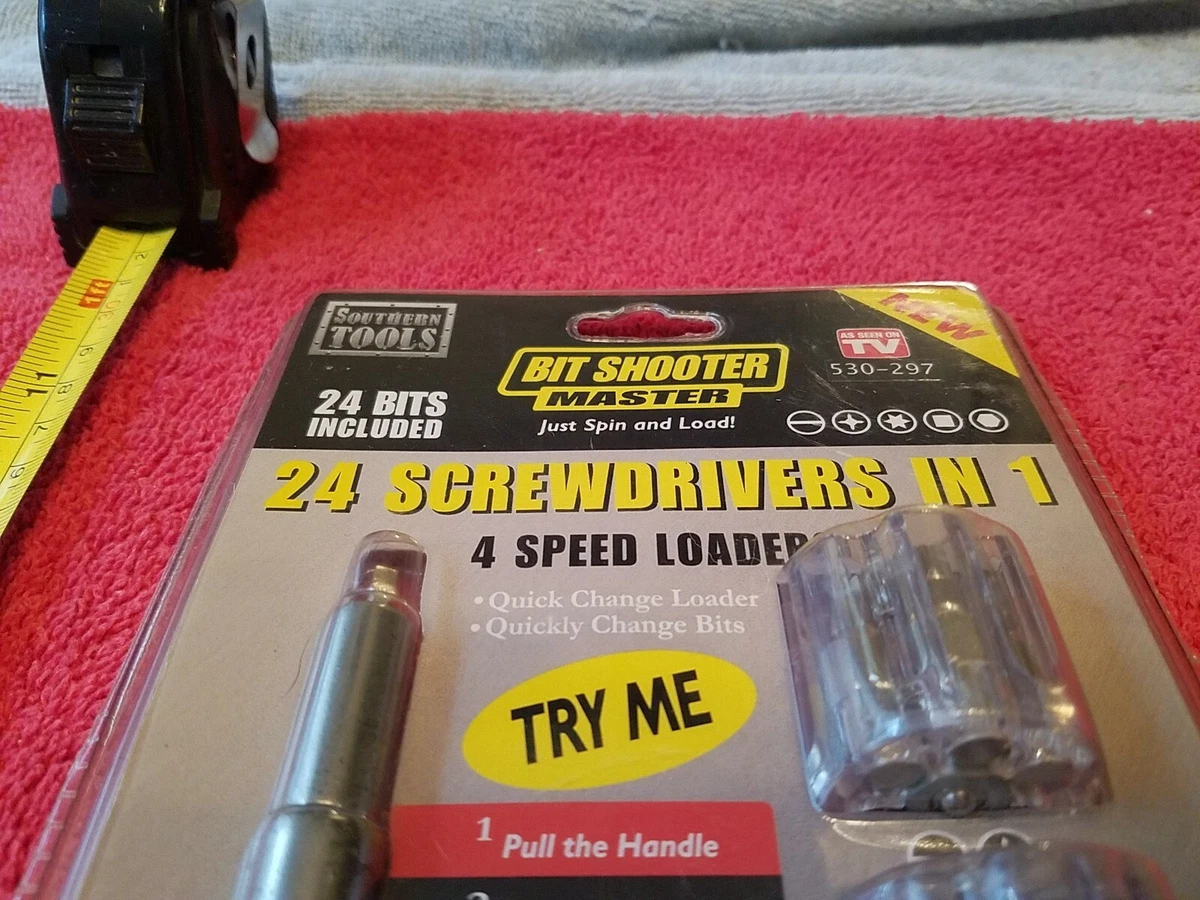 SOUTHERN
TOOLS
24 BITS
INCLUDED
BIT SHOOTER
MASTER
Just Spin and Load!
AS SEEN ON
TV
530-297
NEW
24 SCREWDRIVERS IN 1
4 SPEED LOADER
• Quick Change Loader
• Quickly Change Bits
TRY ME
1 Pull the Handle